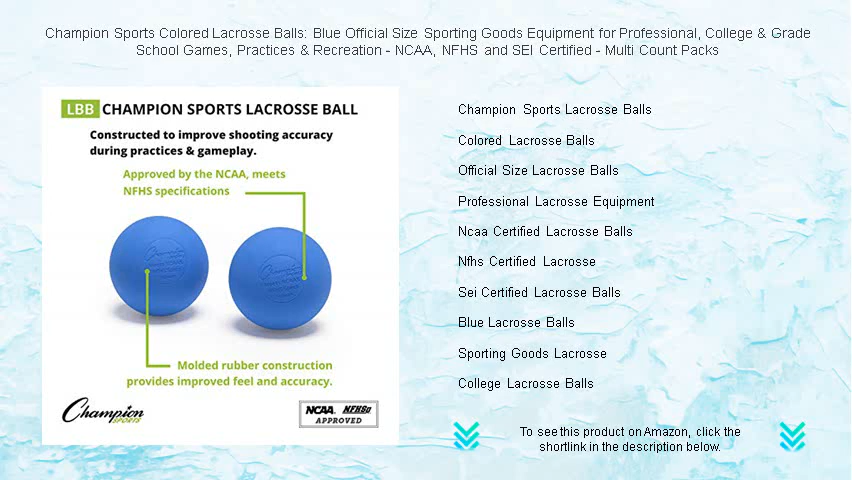 Champion Sports Colored Lacrosse Balls: Blue Official Size Sporting Goods Equipment for Professional, College & Grade
School Games, Practices & Recreation - NCAA, NFHS and SEI Certified - Multi Count Packs
LBB CHAMPION SPORTS LACROSSE BALL
Constructed to improve shooting accuracy
during practices & gameplay.
Approved by the NCAA, meets
NFHS specifications
Champion
Molded rubber construction
provides improved feel and accuracy.
Champion
SPORTS
NCAA NFHS
APPROVED
Champion Sports Lacrosse Balls
Colored Lacrosse Balls
Official Size Lacrosse Balls
Professional Lacrosse Equipment
Ncaa Certified Lacrosse Balls
Nfhs Certified Lacrosse
Sei Certified Lacrosse Balls
Blue Lacrosse Balls
Sporting Goods Lacrosse
College Lacrosse Balls
To see this product on Amazon, click the
shortlink in the description below.